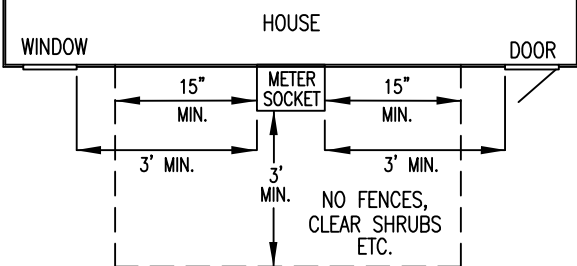 HOUSE
WINDOW
DOOR
METER
SOCKET
15"
MIN.
15"
MIN.
3' MIN.
3' MIN.
3'
MIN.
NO FENCES,
CLEAR SHRUBS
ETC.